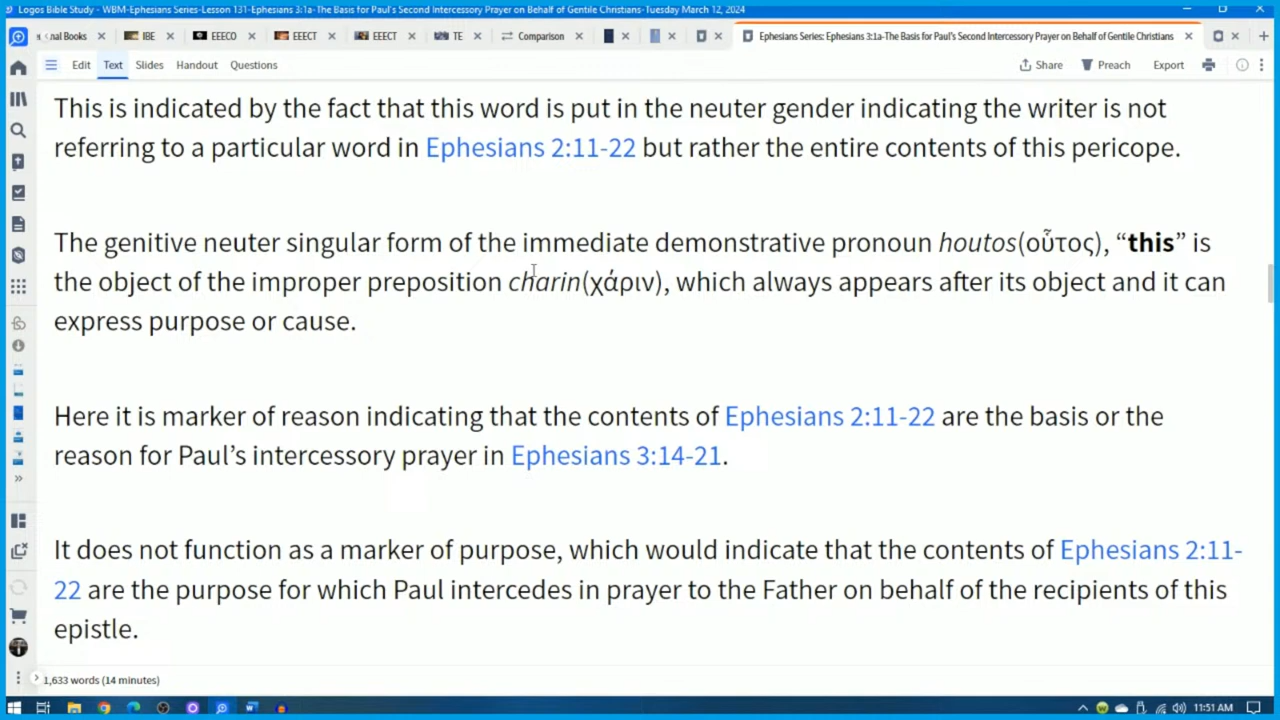 Logos Bible Study - WBM-Ephesians Series-Lesson 131-Ephesians 3:1a-The Basis for Paul's Second Intercessory Prayer on Behalf of Gentile Christians-Tuesday March 12, 2024
nal Books IBE EEECO EEECT EEECT TE Comparison Ephesians Series: Ephesians 3:1a-The Basis for Paul's Second Intercessory Prayer on Behalf of Gentile Christians
Edit Text Slides Handout Questions Share Preach Export
This is indicated by the fact that this word is put in the neuter gender indicating the writer is not
referring to a particular word in Ephesians 2:11-22 but rather the entire contents of this pericope.
The genitive neuter singular form of the immediate demonstrative pronoun houtos(οὗτος), “this” is
the object of the improper preposition charin(χάριν), which always appears after its object and it can
express purpose or cause.
Here it is marker of reason indicating that the contents of Ephesians 2:11-22 are the basis or the
reason for Paul’s intercessory prayer in Ephesians 3:14-21.
It does not function as a marker of purpose, which would indicate that the contents of Ephesians 2:11-
22 are the purpose for which Paul intercedes in prayer to the Father on behalf of the recipients of this
epistle.
1,633 words (14 minutes)
11:51 AM